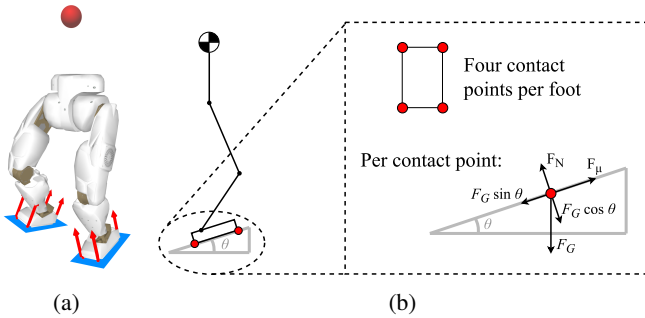 Four contact
points per foot
Per contact point:
F_N
F_μ
F_G sin θ
F_G cos θ
θ
F_G
θ
(a)
(b)